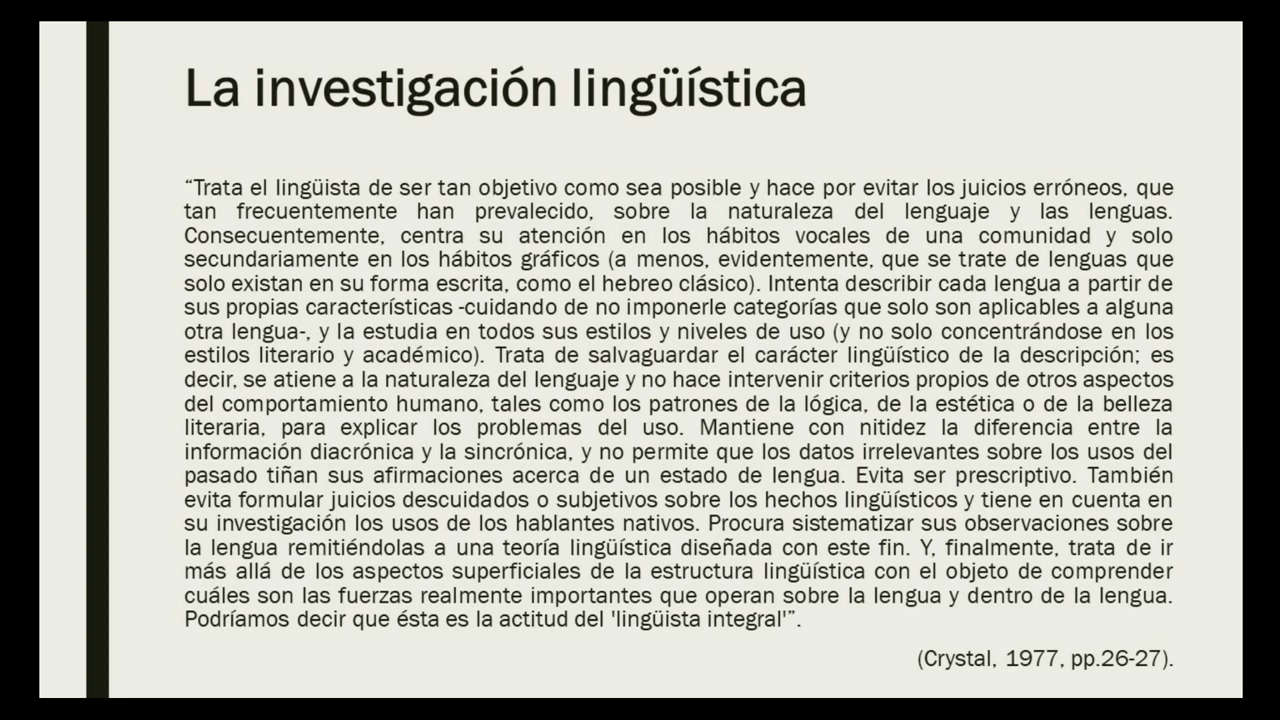 La investigación lingüística
“Trata el lingüista de ser tan objetivo como sea posible y hace por evitar los juicios erróneos, que
tan frecuentemente han prevalecido, sobre la naturaleza del lenguaje y las lenguas.
Consecuentemente, centra su atención en los hábitos vocales de una comunidad y solo
secundariamente en los hábitos gráficos (a menos, evidentemente, que se trate de lenguas que
solo existan en su forma escrita, como el hebreo clásico). Intenta describir cada lengua a partir de
sus propias características -cuidando de no imponerle categorías que solo son aplicables a alguna
otra lengua-, y la estudia en todos sus estilos y niveles de uso (y no solo concentrándose en los
estilos literario y académico). Trata de salvaguardar el carácter lingüístico de la descripción; es
decir, se atiene a la naturaleza del lenguaje y no hace intervenir criterios propios de otros aspectos
del comportamiento humano, tales como los patrones de la lógica, de la estética o de la belleza
literaria, para explicar los problemas del uso. Mantiene con nitidez la diferencia entre la
información diacrónica y la sincrónica, y no permite que los datos irrelevantes sobre los usos del
pasado tiñan sus afirmaciones acerca de un estado de lengua. Evita ser prescriptivo. También
evita formular juicios descuidados o subjetivos sobre los hechos lingüísticos y tiene en cuenta en
su investigación los usos de los hablantes nativos. Procura sistematizar sus observaciones sobre
la lengua remitiéndolas a una teoría lingüística diseñada con este fin. Y, finalmente, trata de ir
más allá de los aspectos superficiales de la estructura lingüística con el objeto de comprender
cuáles son las fuerzas realmente importantes que operan sobre la lengua y dentro de la lengua.
Podríamos decir que ésta es la actitud del 'lingüista integral'”.
(Crystal, 1977, pp.26-27).